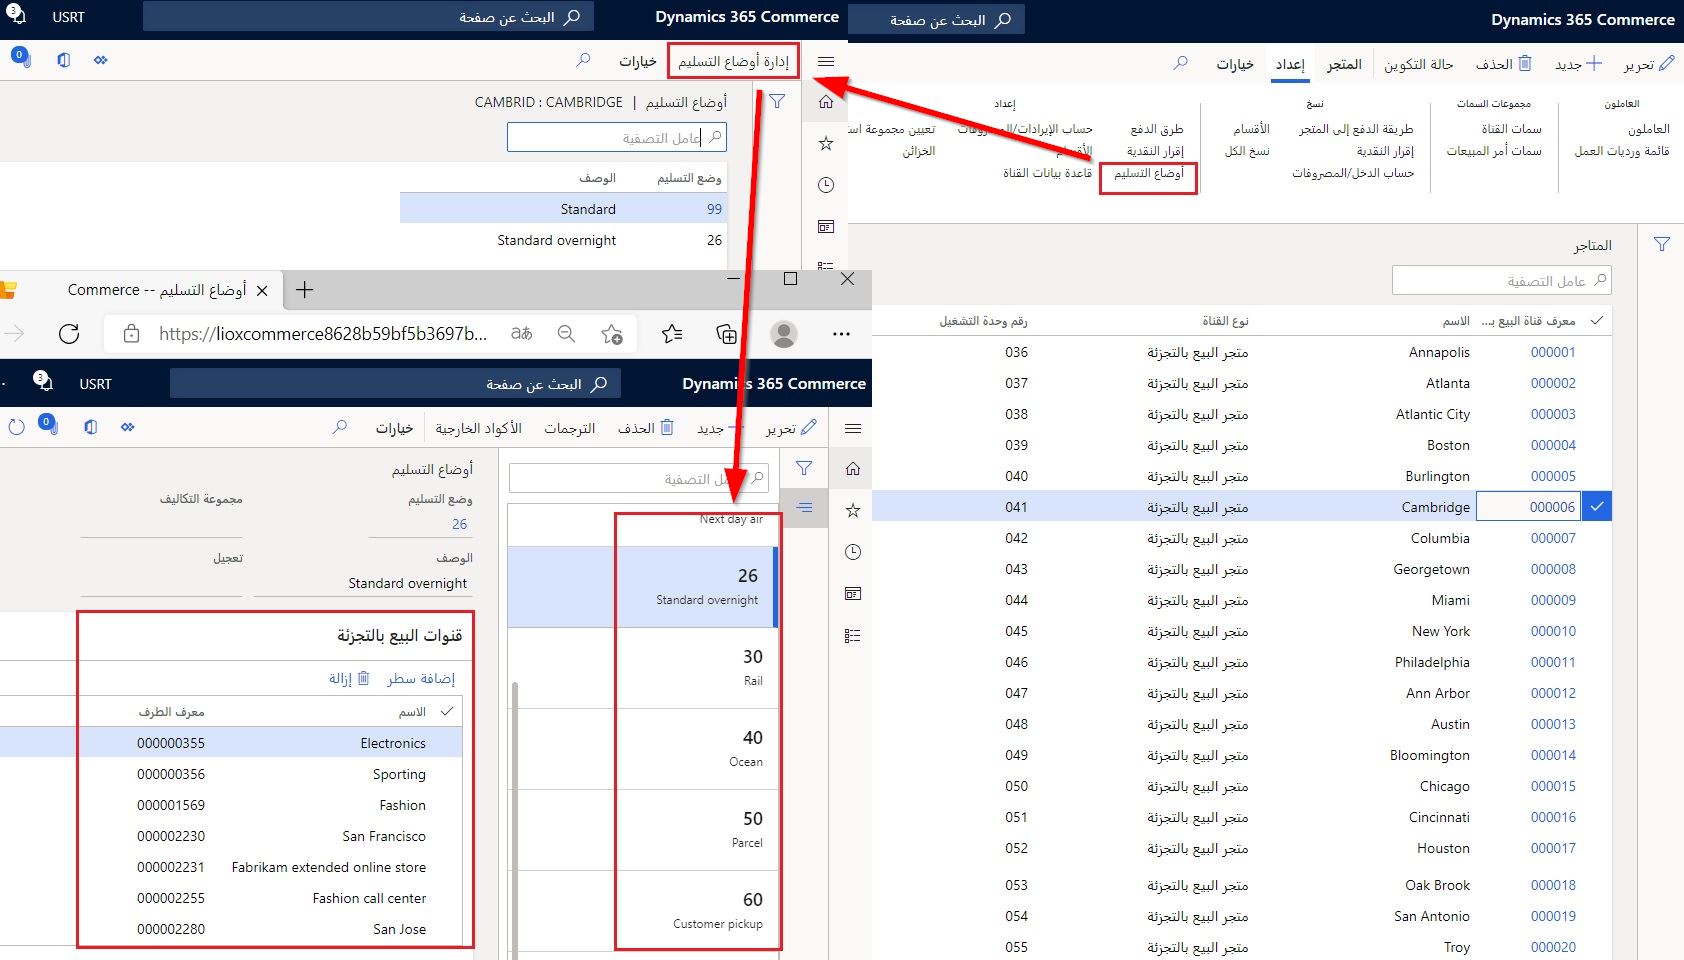 Dynamics 365 Commerce
البحث عن صفحة
USRT
3
إدارة أوضاع التسليم
خيارات
0
أوضاع التسليم | CAMBRID : CAMBRIDGE
عامل التصفية
وضع التسليم الوصف
99 Standard
26 Standard overnight
Dynamics 365 Commerce
البحث عن صفحة
تحرير
جديد
الحذف
حالة التكوين
المتجر
إعداد
خيارات
العاملون
العاملون
قائمة ورديات العمل
مجموعات السمات
سمات القناة
سمات أمر المبيعات
نسخ
طريقة الدفع إلى المتجر
إقرار النقدية
حساب الدخل/المصروفات
الأقسام
نسخ الكل
إعداد
طرق الدفع
إقرار النقدية
أوضاع التسليم
حساب الإيرادات/المصروفات
الأقسام
قاعدة بيانات القناة
تعيين مجموعة اس
الخزائن
المتاجر
عامل التصفية
معرف قناة البيع بـ... الاسم نوع القناة رقم وحدة التشغيل
000001 Annapolis متجر البيع بالتجزئة 036
000002 Atlanta متجر البيع بالتجزئة 037
000003 Atlantic City متجر البيع بالتجزئة 038
000004 Boston متجر البيع بالتجزئة 039
000005 Burlington متجر البيع بالتجزئة 040
000006 Cambridge متجر البيع بالتجزئة 041
000007 Columbia متجر البيع بالتجزئة 042
000008 Georgetown متجر البيع بالتجزئة 043
000009 Miami متجر البيع بالتجزئة 044
000010 New York متجر البيع بالتجزئة 045
000011 Philadelphia متجر البيع بالتجزئة 046
000012 Ann Arbor متجر البيع بالتجزئة 047
000013 Austin متجر البيع بالتجزئة 048
000014 Bloomington متجر البيع بالتجزئة 049
000015 Chicago متجر البيع بالتجزئة 050
000016 Cincinnati متجر البيع بالتجزئة 051
000017 Houston متجر البيع بالتجزئة 052
000018 Oak Brook متجر البيع بالتجزئة 053
000019 San Antonio متجر البيع بالتجزئة 054
000020 Troy متجر البيع بالتجزئة 055
Commerce -- أوضاع التسليم
https://lioxcommerce8628b59bf5b3697b...
Dynamics 365 Commerce
البحث عن صفحة
USRT
3
تحرير
جديد
الحذف
الترجمات
الأكواد الخارجية
خيارات
0
التصفية
Next day air
26
Standard overnight
30
Rail
40
Ocean
50
Parcel
60
Customer pickup
أوضاع التسليم
وضع التسليم مجموعة التكاليف
26
الوصف تعجيل
Standard overnight
قنوات البيع بالتجزئة
إضافة سطر إزالة
الاسم معرف الطرف
Electronics 000000355
Sporting 000000356
Fashion 000001569
San Francisco 000002230
Fabrikam extended online store 000002231
Fashion call center 000002255
San Jose 000002280